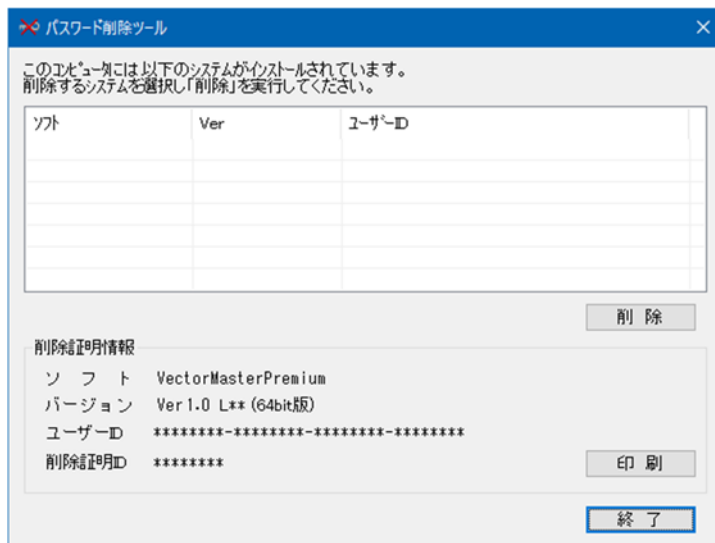 パスワード削除ツール
このコンピュータには以下のシステムがインストールされています。
削除するシステムを選択し「削除」を実行してください。
ソフト Ver ユーザーID
削 除
削除証明情報
ソ フ ト VectorMasterPremium
バージョン Ver1.0 L** (64bit版)
ユーザーID ********-********-********-********
削除証明ID ********
印 刷
終 了